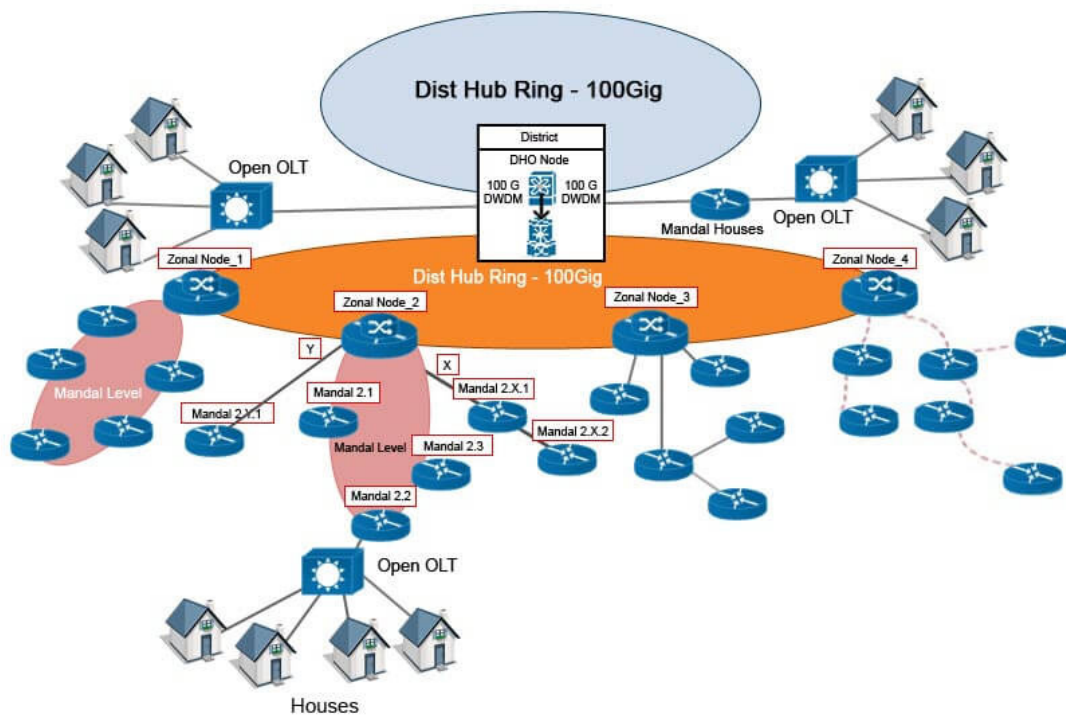 Dist Hub Ring - 100Gig
District
DHO Node
100 G
DWDM
100 G
DWDM
Open OLT
Open OLT
Mandal Houses
Zonal Node_1
Dist Hub Ring - 100Gig
Zonal Node_4
Zonal Node_2
Zonal Node_3
Y
X
Mandal Level
Mandal 2.1
Mandal 2.X.1
Mandal 2.Y.1
Mandal 2.X.2
Mandal Level
Mandal 2.3
Mandal 2.2
Open OLT
Houses